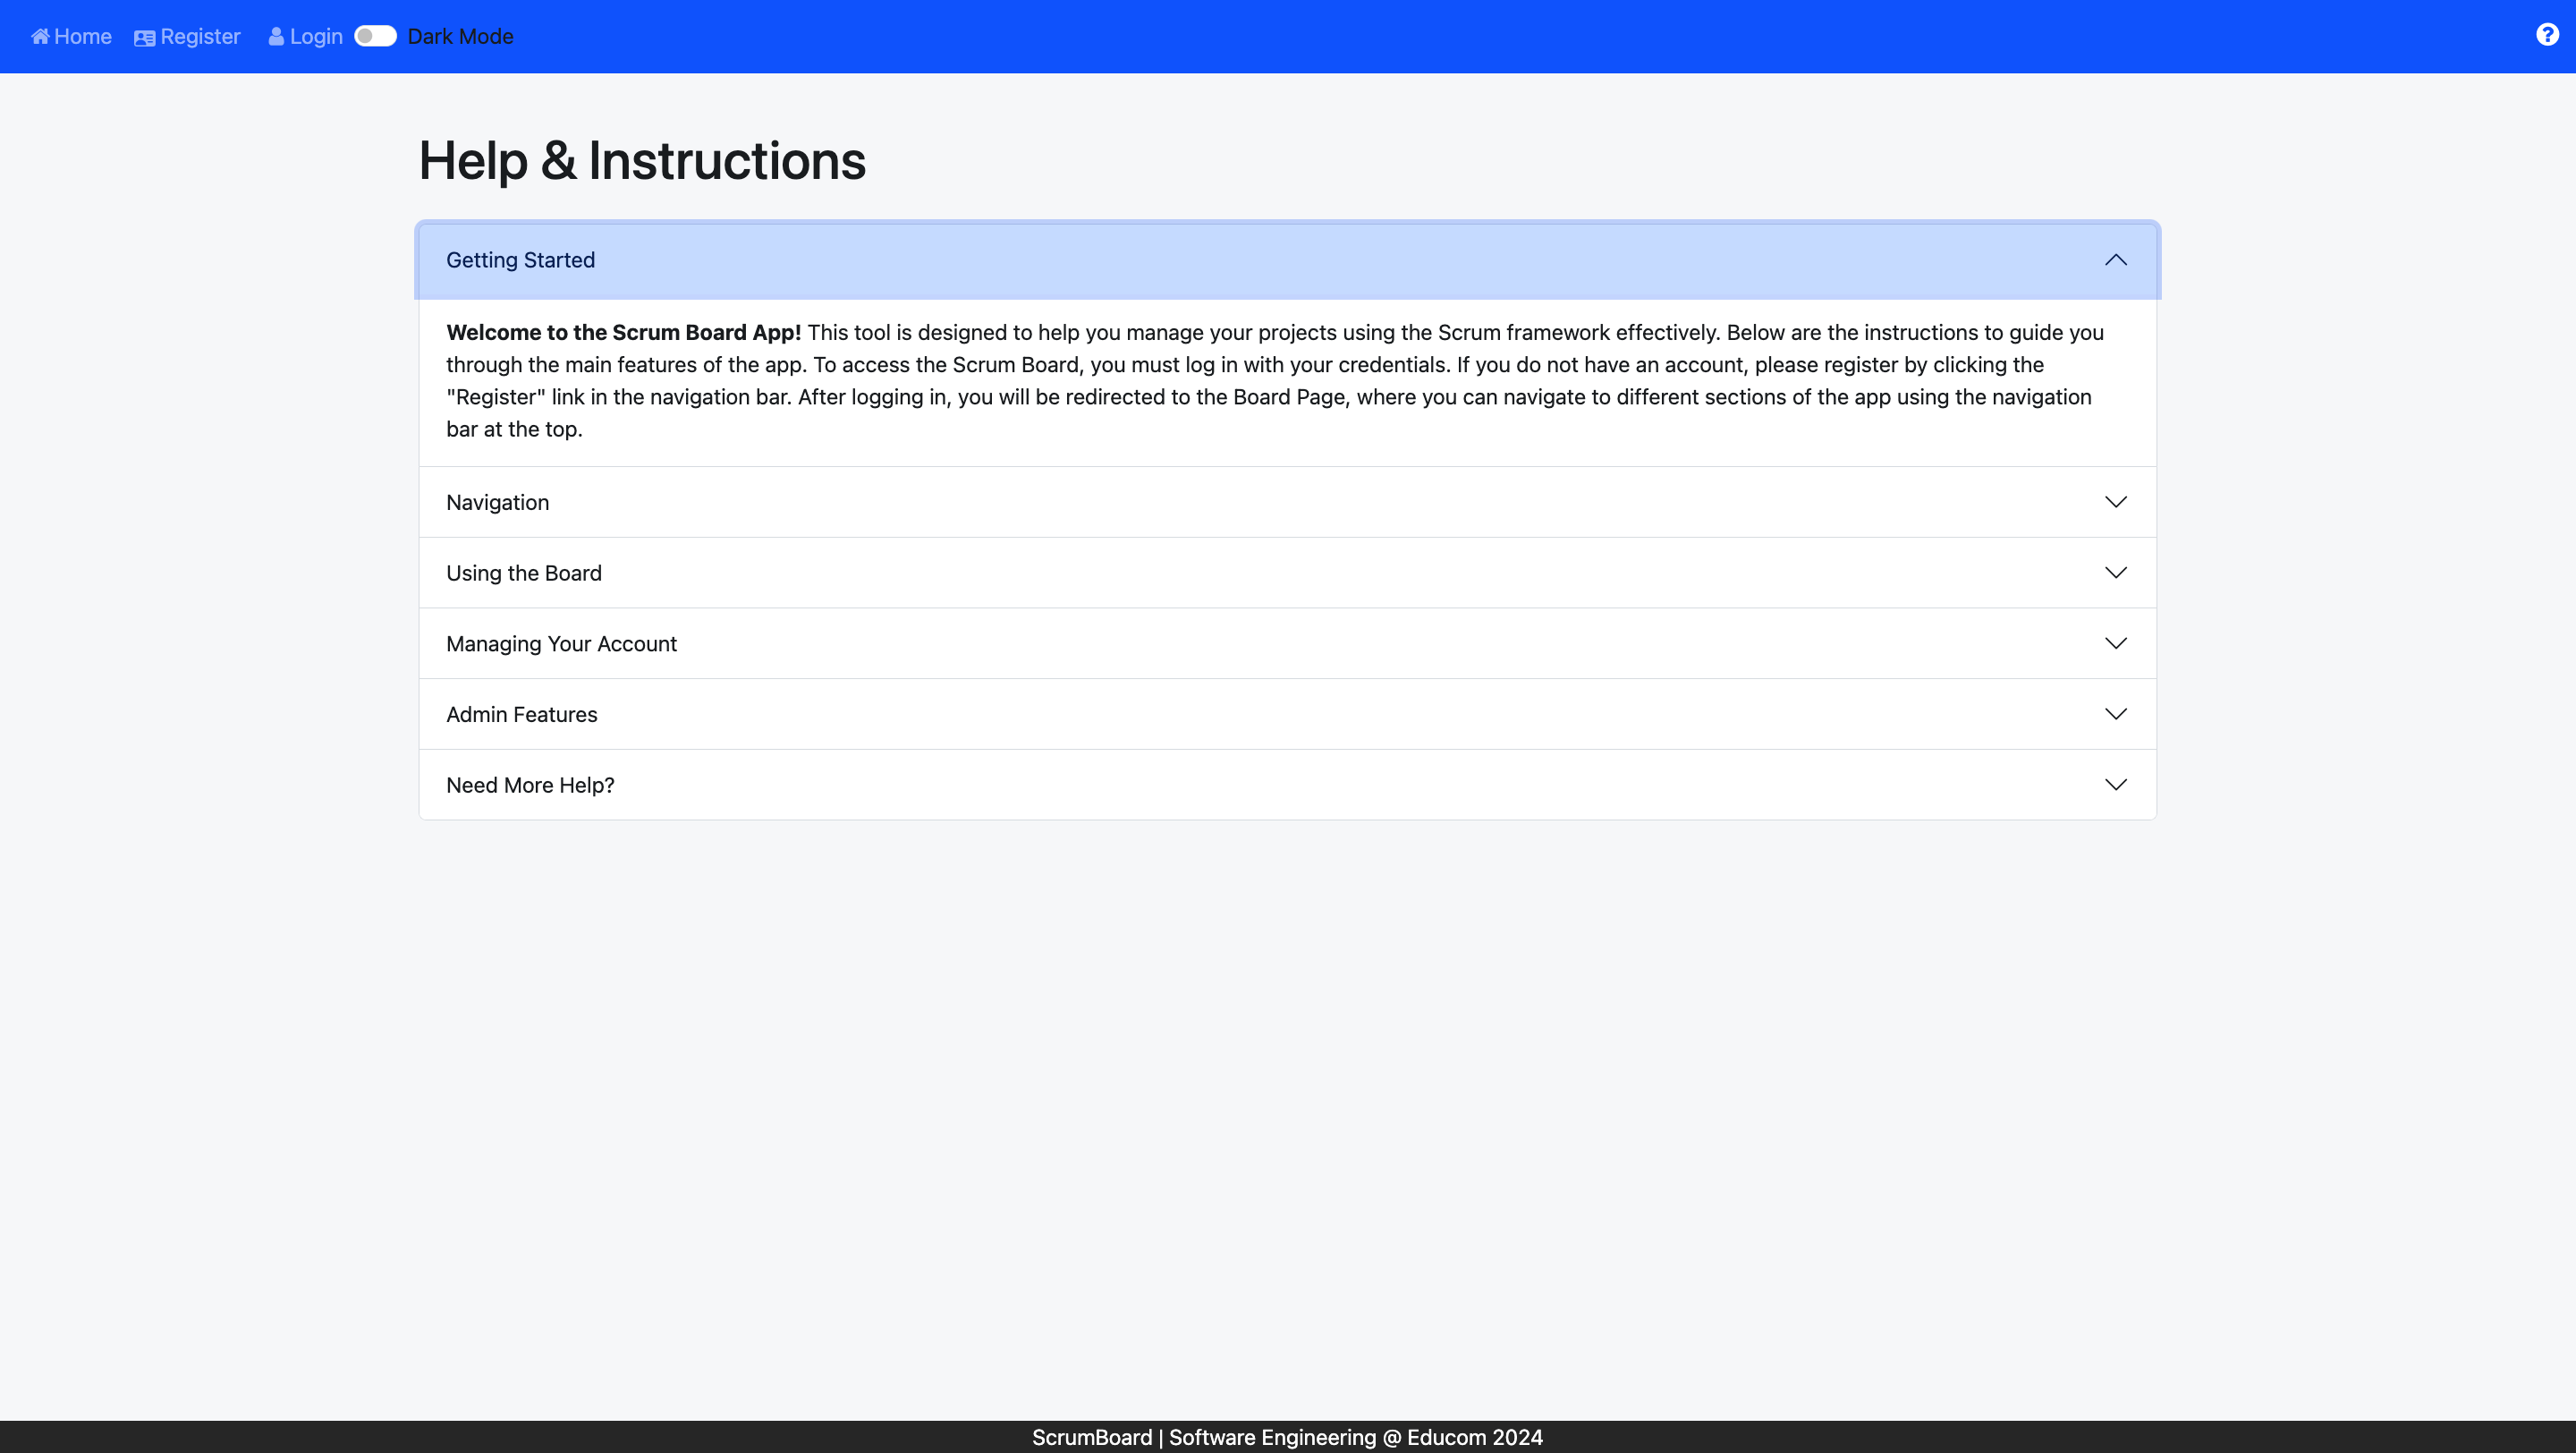 Home Register Login Dark Mode
Help & Instructions
Getting Started
Welcome to the Scrum Board App! This tool is designed to help you manage your projects using the Scrum framework effectively. Below are the instructions to guide you
through the main features of the app. To access the Scrum Board, you must log in with your credentials. If you do not have an account, please register by clicking the
"Register" link in the navigation bar. After logging in, you will be redirected to the Board Page, where you can navigate to different sections of the app using the navigation
bar at the top.
Navigation
Using the Board
Managing Your Account
Admin Features
Need More Help?
ScrumBoard | Software Engineering @ Educom 2024